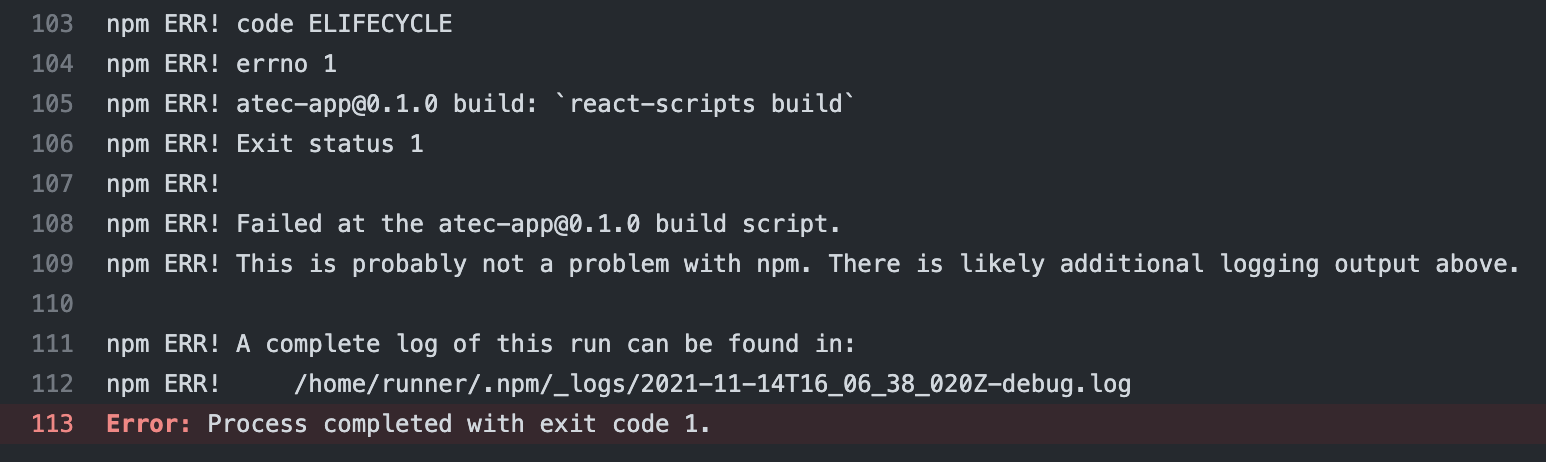 103 npm ERR! code ELIFECYCLE
104 npm ERR! errno 1
105 npm ERR! atec-app@0.1.0 build: `react-scripts build`
106 npm ERR! Exit status 1
107 npm ERR!
108 npm ERR! Failed at the atec-app@0.1.0 build script.
109 npm ERR! This is probably not a problem with npm. There is likely additional logging output above.
110
111 npm ERR! A complete log of this run can be found in:
112 npm ERR!     /home/runner/.npm/_logs/2021-11-14T16_06_38_020Z-debug.log
113 Error: Process completed with exit code 1.